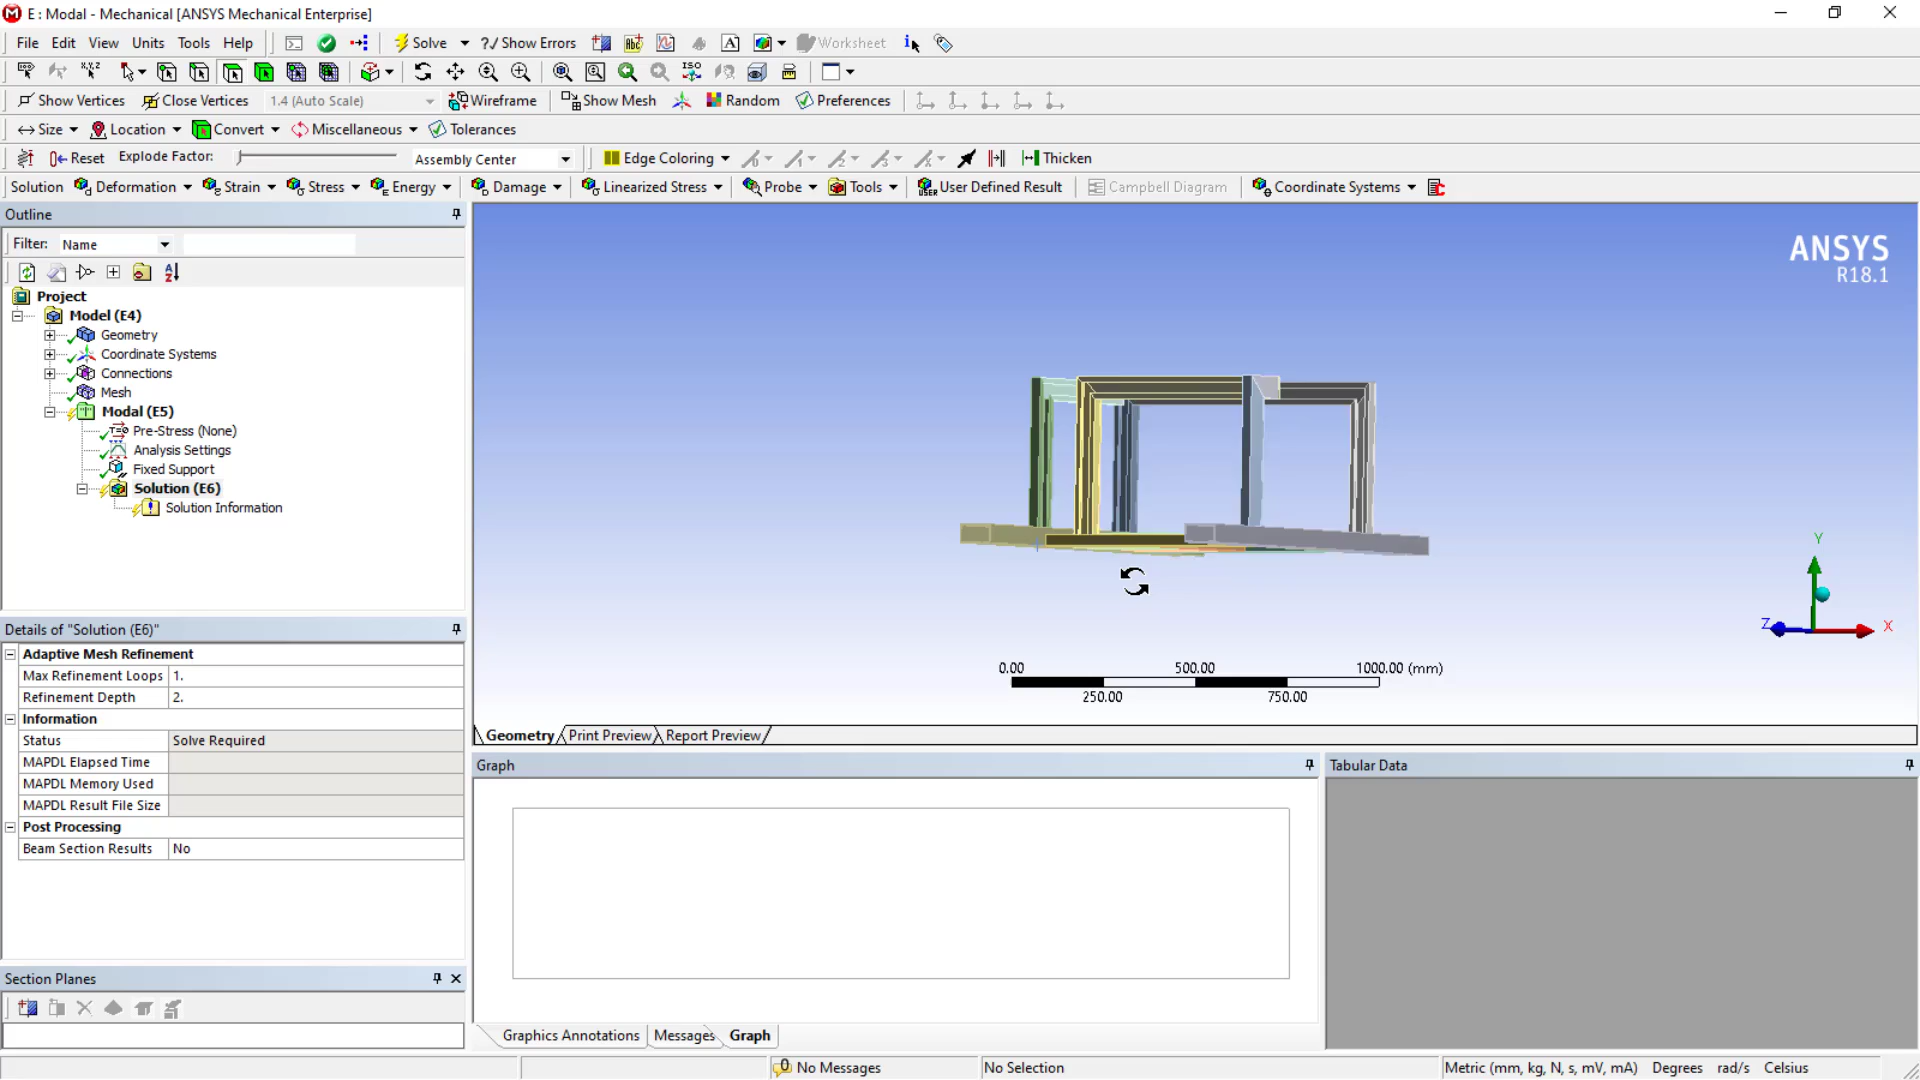 E : Modal - Mechanical [ANSYS Mechanical Enterprise]
File Edit View Units Tools Help Solve ?/ Show Errors Worksheet
Show Vertices Close Vertices 1.4 (Auto Scale) Wireframe Show Mesh Random Preferences
Size Location Convert Miscellaneous Tolerances
Reset Explode Factor: Assembly Center Edge Coloring Thicken
Solution Deformation Strain Stress Energy Damage Linearized Stress Probe Tools User Defined Result Campbell Diagram Coordinate Systems
Outline
Filter: Name
Project
Model (E4)
Geometry
Coordinate Systems
Connections
Mesh
Modal (E5)
Pre-Stress (None)
Analysis Settings
Fixed Support
Solution (E6)
Solution Information
Details of "Solution (E6)"
Adaptive Mesh Refinement
Max Refinement Loops 1.
Refinement Depth 2.
Information
Status Solve Required
MAPDL Elapsed Time
MAPDL Memory Used
MAPDL Result File Size
Post Processing
Beam Section Results No
Section Planes
ANSYS
R18.1
Y
Z
X
0.00 500.00 1000.00 (mm)
250.00 750.00
Geometry Print Preview Report Preview
Graph
Tabular Data
Graphics Annotations Messages Graph
No Messages No Selection Metric (mm, kg, N, s, mV, mA) Degrees rad/s Celsius